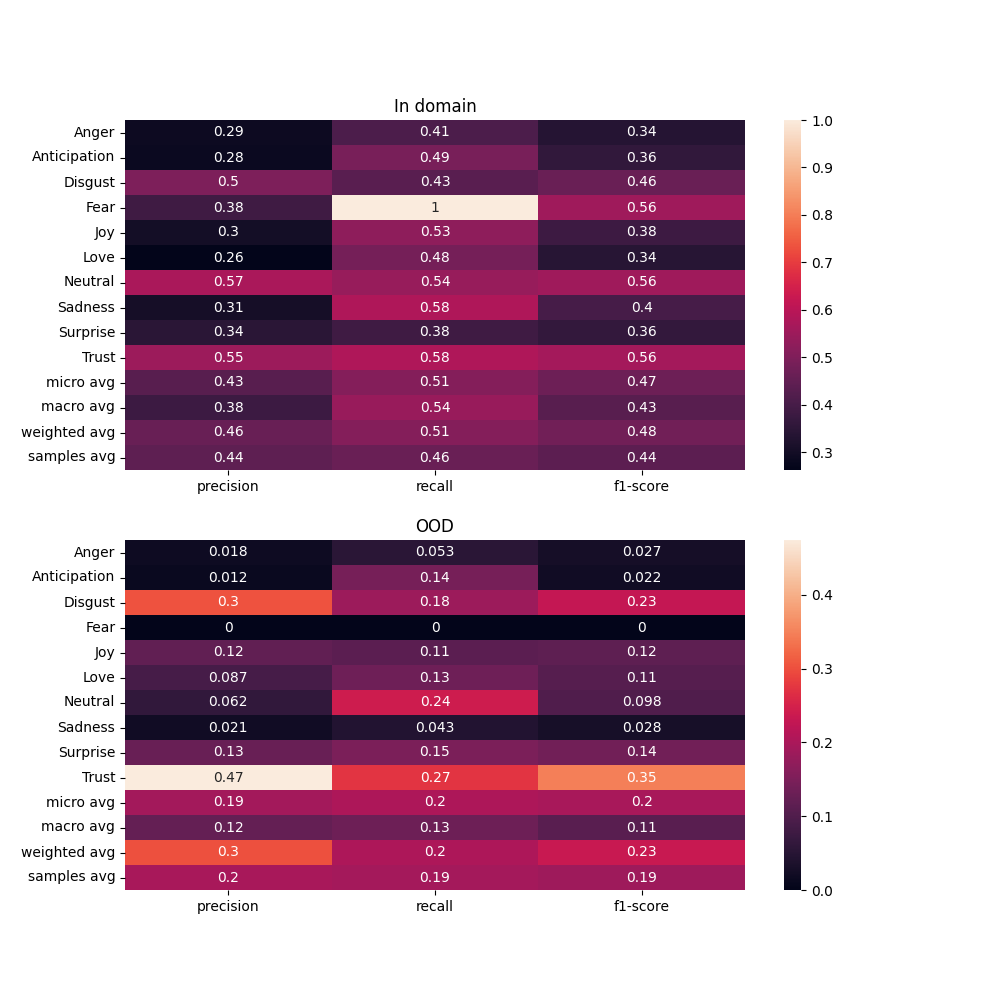 In domain
Anger 0.29 0.41 0.34
Anticipation 0.28 0.49 0.36
Disgust 0.5 0.43 0.46
Fear 0.38 1 0.56
Joy 0.3 0.53 0.38
Love 0.26 0.48 0.34
Neutral 0.57 0.54 0.56
Sadness 0.31 0.58 0.4
Surprise 0.34 0.38 0.36
Trust 0.55 0.58 0.56
micro avg 0.43 0.51 0.47
macro avg 0.38 0.54 0.43
weighted avg 0.46 0.51 0.48
samples avg 0.44 0.46 0.44
precision recall f1-score
1.0
0.9
0.8
0.7
0.6
0.5
0.4
0.3
OOD
Anger 0.018 0.053 0.027
Anticipation 0.012 0.14 0.022
Disgust 0.3 0.18 0.23
Fear 0 0 0
Joy 0.12 0.11 0.12
Love 0.087 0.13 0.11
Neutral 0.062 0.24 0.098
Sadness 0.021 0.043 0.028
Surprise 0.13 0.15 0.14
Trust 0.47 0.27 0.35
micro avg 0.19 0.2 0.2
macro avg 0.12 0.13 0.11
weighted avg 0.3 0.2 0.23
samples avg 0.2 0.19 0.19
precision recall f1-score
0.4
0.3
0.2
0.1
0.0